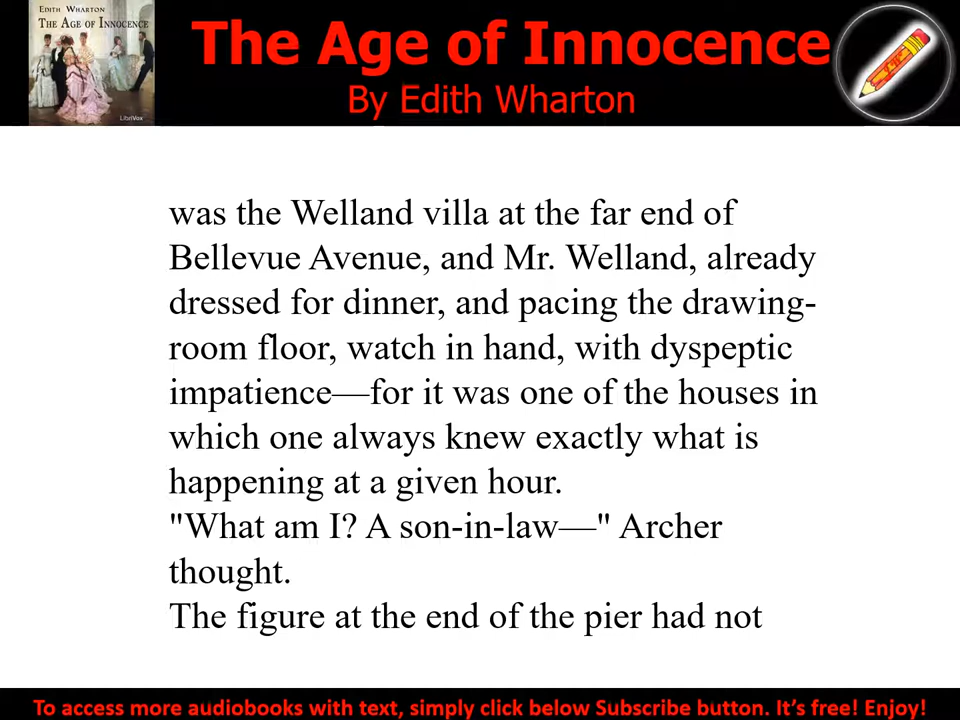 EDITH WHARTON
THE AGE OF INNOCENCE
LibriVox
The Age of Innocence
By Edith Wharton
was the Welland villa at the far end of
Bellevue Avenue, and Mr. Welland, already
dressed for dinner, and pacing the drawing-
room floor, watch in hand, with dyspeptic
impatience—for it was one of the houses in
which one always knew exactly what is
happening at a given hour.
"What am I? A son-in-law—" Archer
thought.
The figure at the end of the pier had not
To access more audiobooks with text, simply click below Subscribe button. It's free! Enjoy!